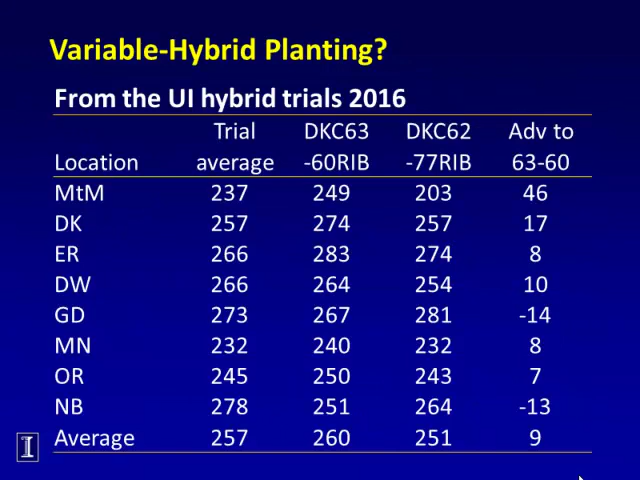 Variable-Hybrid Planting?
From the UI hybrid trials 2016
Trial DKC63 DKC62 Adv to
Location average -60RIB -77RIB 63-60
MtM 237 249 203 46
DK 257 274 257 17
ER 266 283 274 8
DW 266 264 254 10
GD 273 267 281 -14
MN 232 240 232 8
OR 245 250 243 7
NB 278 251 264 -13
Average 257 260 251 9
I